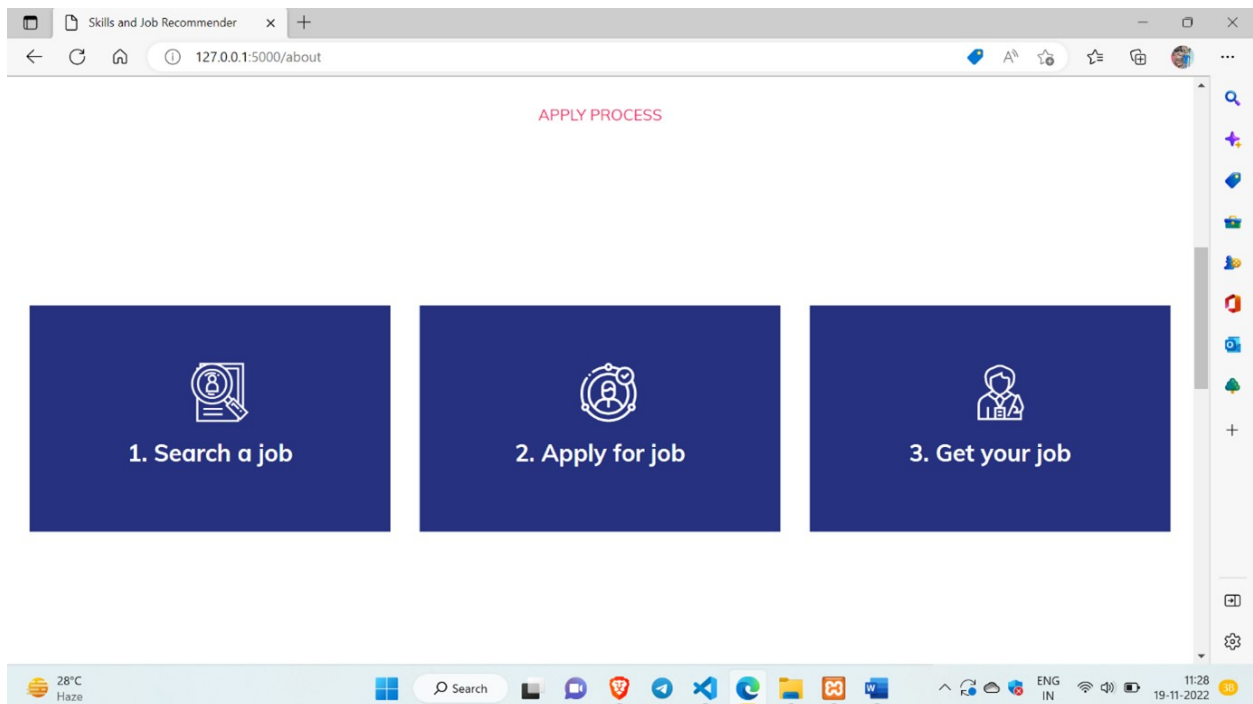 Skills and Job Recommender
127.0.0.1:5000/about
APPLY PROCESS
1. Search a job
2. Apply for job
3. Get your job
28°C
Haze
Search
ENG
IN
11:28
19-11-2022
38